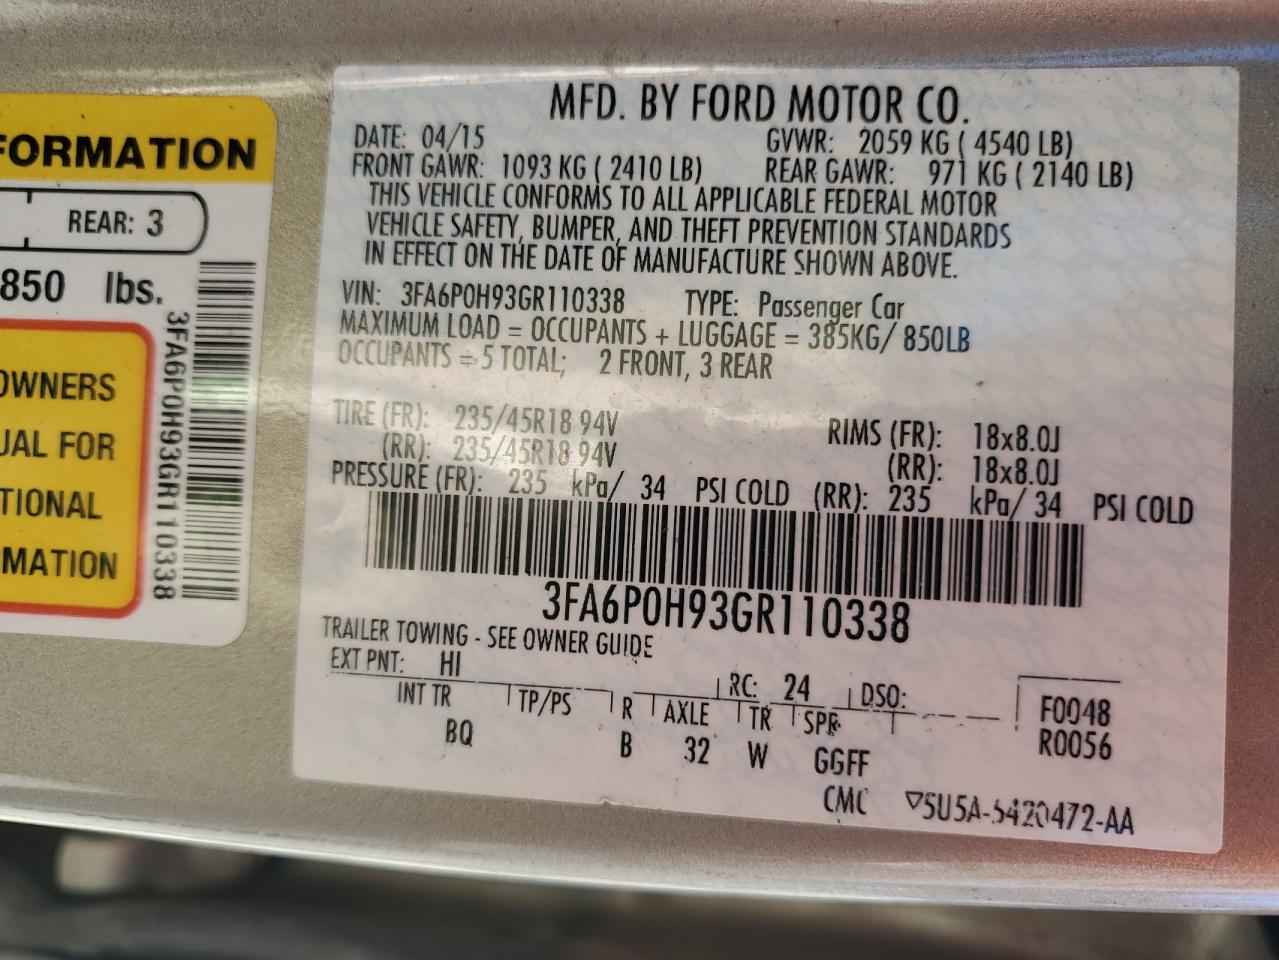 FORMATION
REAR: 3
850 lbs.
OWNERS
UAL FOR
TIONAL
MATION
3FA6P0H93GR110338
MFD. BY FORD MOTOR CO.
DATE: 04/15 GVWR: 2059 KG ( 4540 LB)
FRONT GAWR: 1093 KG ( 2410 LB) REAR GAWR: 971 KG ( 2140 LB)
THIS VEHICLE CONFORMS TO ALL APPLICABLE FEDERAL MOTOR
VEHICLE SAFETY, BUMPER, AND THEFT PREVENTION STANDARDS
IN EFFECT ON THE DATE OF MANUFACTURE SHOWN ABOVE.
VIN: 3FA6P0H93GR110338 TYPE: Passenger Car
MAXIMUM LOAD = OCCUPANTS + LUGGAGE = 385KG/ 850LB
OCCUPANTS = 5 TOTAL; 2 FRONT, 3 REAR
TIRE (FR): 235/45R18 94V RIMS (FR): 18x8.0J
(RR): 235/45R18 94V (RR): 18x8.0J
PRESSURE (FR): 235 kPa/ 34 PSI COLD (RR): 235 kPa/ 34 PSI COLD
3FA6P0H93GR110338
TRAILER TOWING - SEE OWNER GUIDE
EXT PNT: HI RC: 24 DSO:
INT TR TP/PS R AXLE TR SPR F0048
BQ B 32 W GGFF R0056
CMC ▽5U5A-5420472-AA